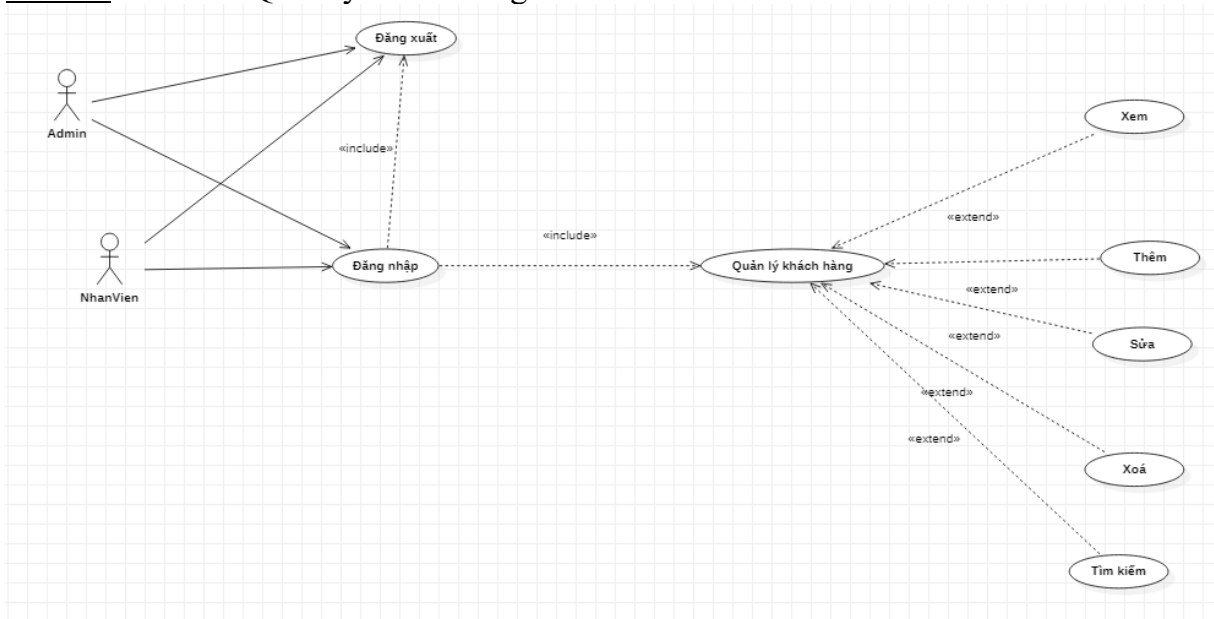 Đăng xuất
Admin
«include»
Xem
«extend»
NhanVien
Đăng nhập
«include»
Quản lý khách hàng
Thêm
«extend»
Sửa
«extend»
«extend»
«extend»
Xoá
Tìm kiếm